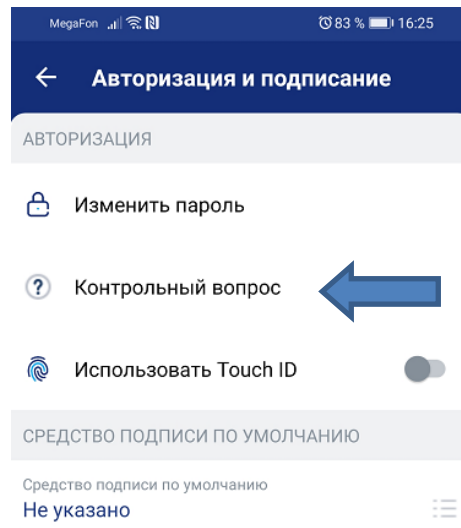 MegaFon 83 % 16:25
Авторизация и подписание
АВТОРИЗАЦИЯ
Изменить пароль
? Контрольный вопрос
Использовать Touch ID
СРЕДСТВО ПОДПИСИ ПО УМОЛЧАНИЮ
Средство подписи по умолчанию
Не указано